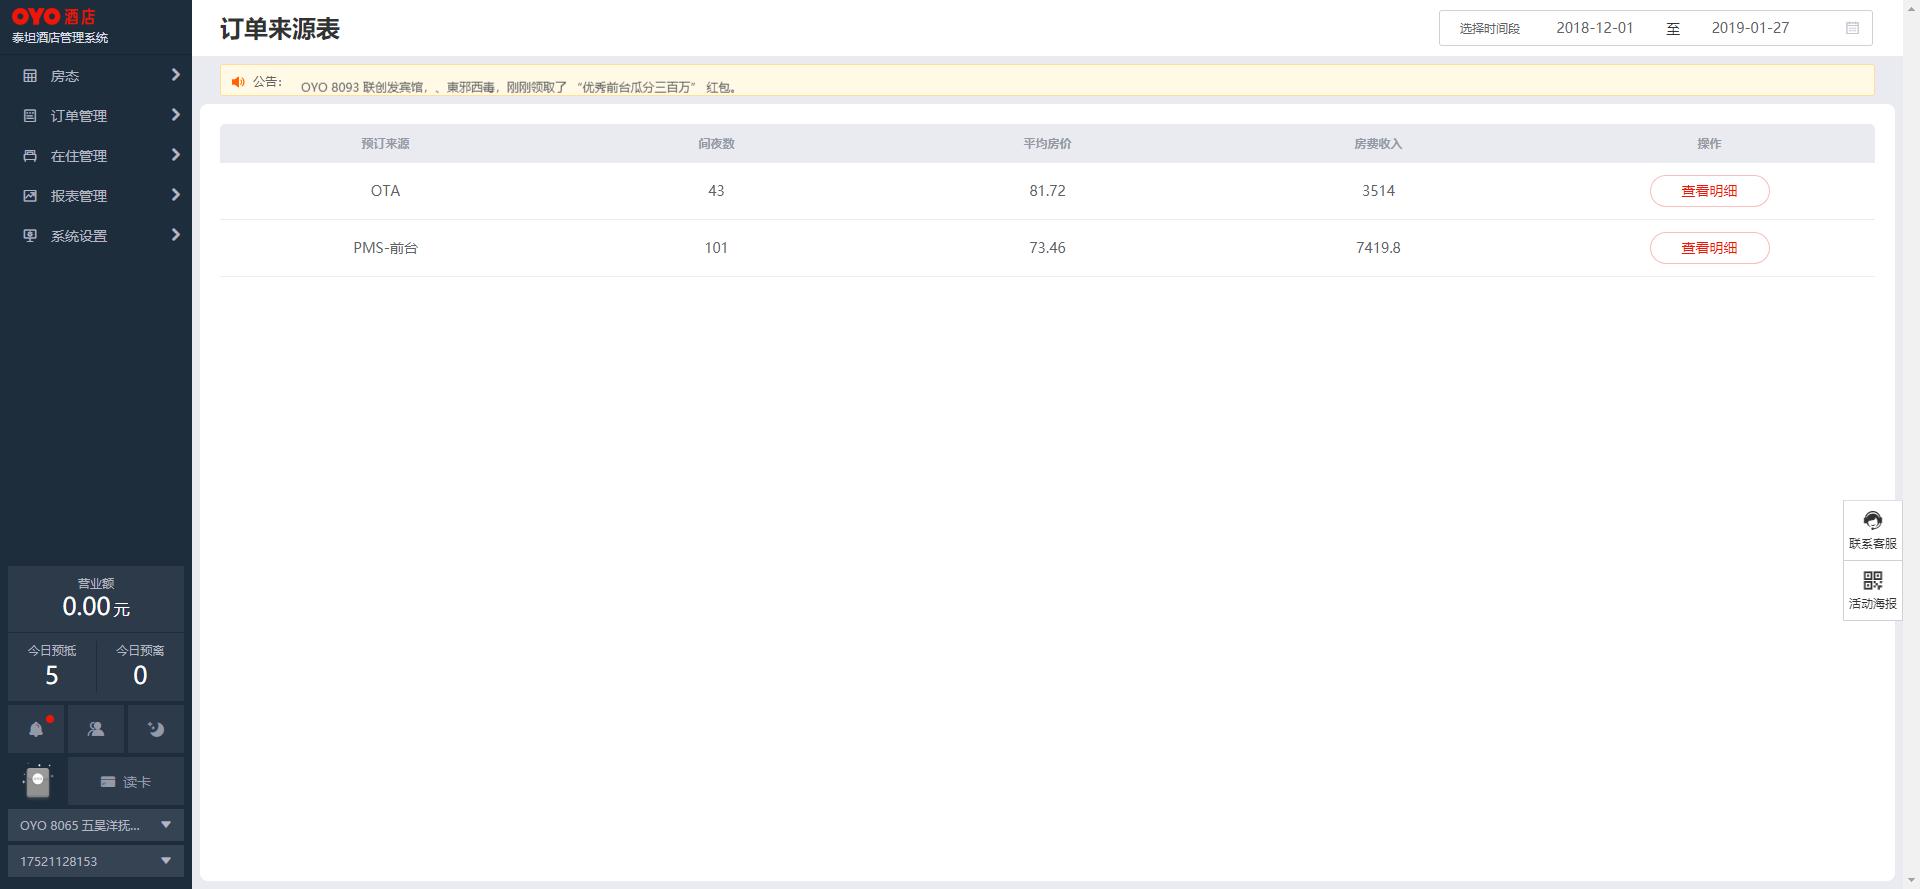 OYO 酒店
泰坦酒店管理系统
房态
订单管理
在住管理
报表管理
系统设置
营业额
0.00元
今日预抵 今日预离
5 0
读卡
OYO 8065 五昊洋抚...
17521128153
订单来源表
选择时间段 2018-12-01 至 2019-01-27
公告：
OYO 8093 联创发宾馆，、東邪西毒，刚刚领取了 “优秀前台瓜分三百万” 红包。
预订来源 间夜数 平均房价 房费收入 操作
OTA 43 81.72 3514 查看明细
PMS-前台 101 73.46 7419.8 查看明细
联系客服
活动海报